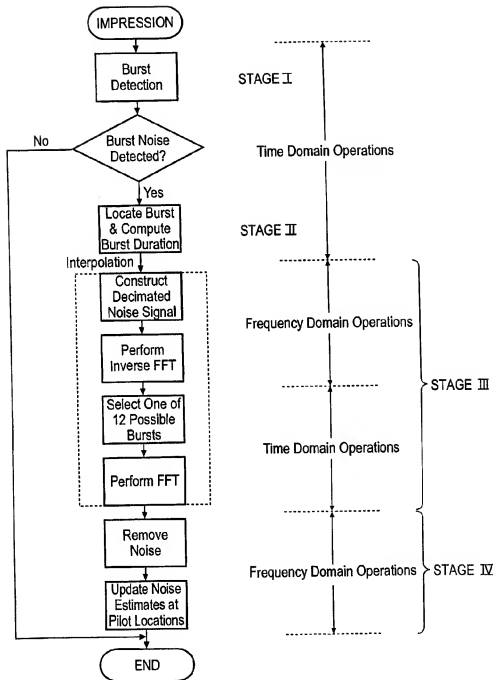 IMPRESSION
Burst
Detection
STAGE I
No
Burst Noise
Detected?
Time Domain Operations
Yes
Locate Burst
& Compute
Burst Duration
STAGE II
Interpolation
Construct
Decimated
Noise Signal
Frequency Domain Operations
Perform
Inverse FFT
STAGE III
Select One of
12 Possible
Bursts
Time Domain Operations
Perform FFT
Remove
Noise
Frequency Domain Operations
STAGE IV
Update Noise
Estimates at
Pilot Locations
END